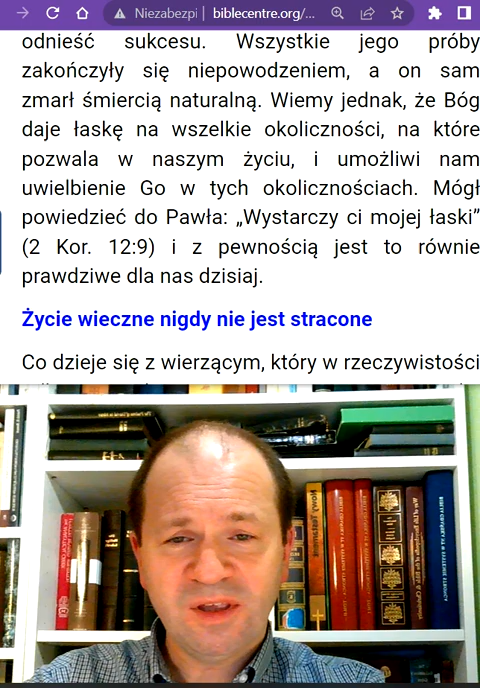 Niezabezpi | biblecentre.org/...
odnieść sukcesu. Wszystkie jego próby
zakończyły się niepowodzeniem, a on sam
zmarł śmiercią naturalną. Wiemy jednak, że Bóg
daje łaskę na wszelkie okoliczności, na które
pozwala w naszym życiu, i umożliwi nam
uwielbienie Go w tych okolicznościach. Mógł
powiedzieć do Pawła: „Wystarczy ci mojej łaski”
(2 Kor. 12:9) i z pewnością jest to równie
prawdziwe dla nas dzisiaj.
Życie wieczne nigdy nie jest stracone
Co dzieje się z wierzącym, który w rzeczywistości